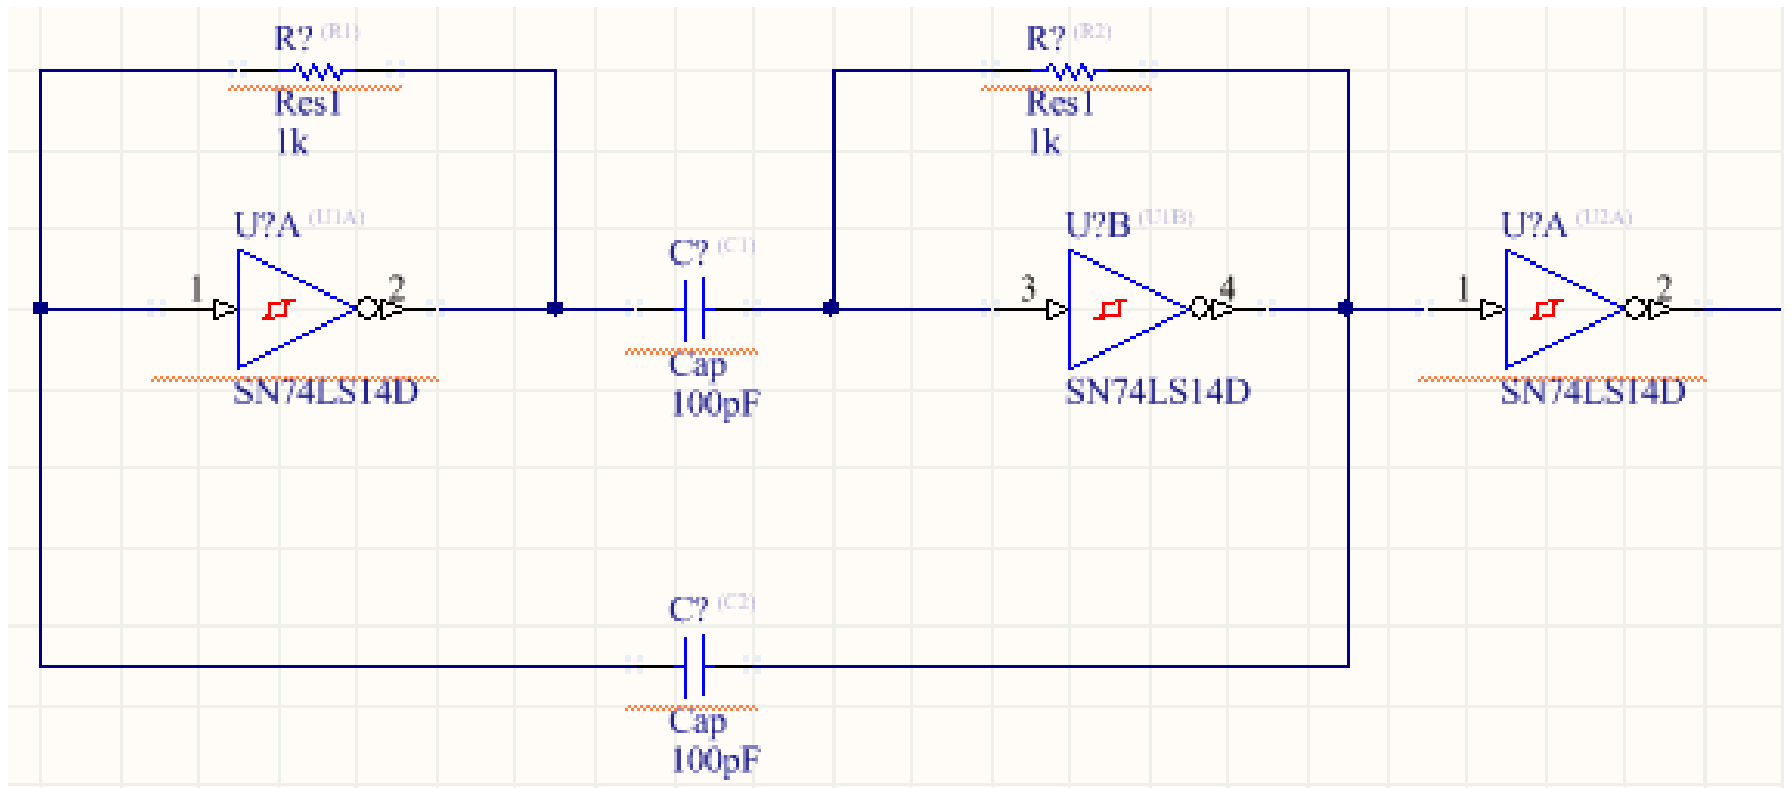 R? (R1)
Res1
1k
R? (R2)
Res1
1k
U?A (U1A)
1
2
SN74LS14D
C? (C1)
Cap
100pF
U?B (U1B)
3
4
SN74LS14D
U?A (U2A)
1
2
SN74LS14D
C? (C2)
Cap
100pF